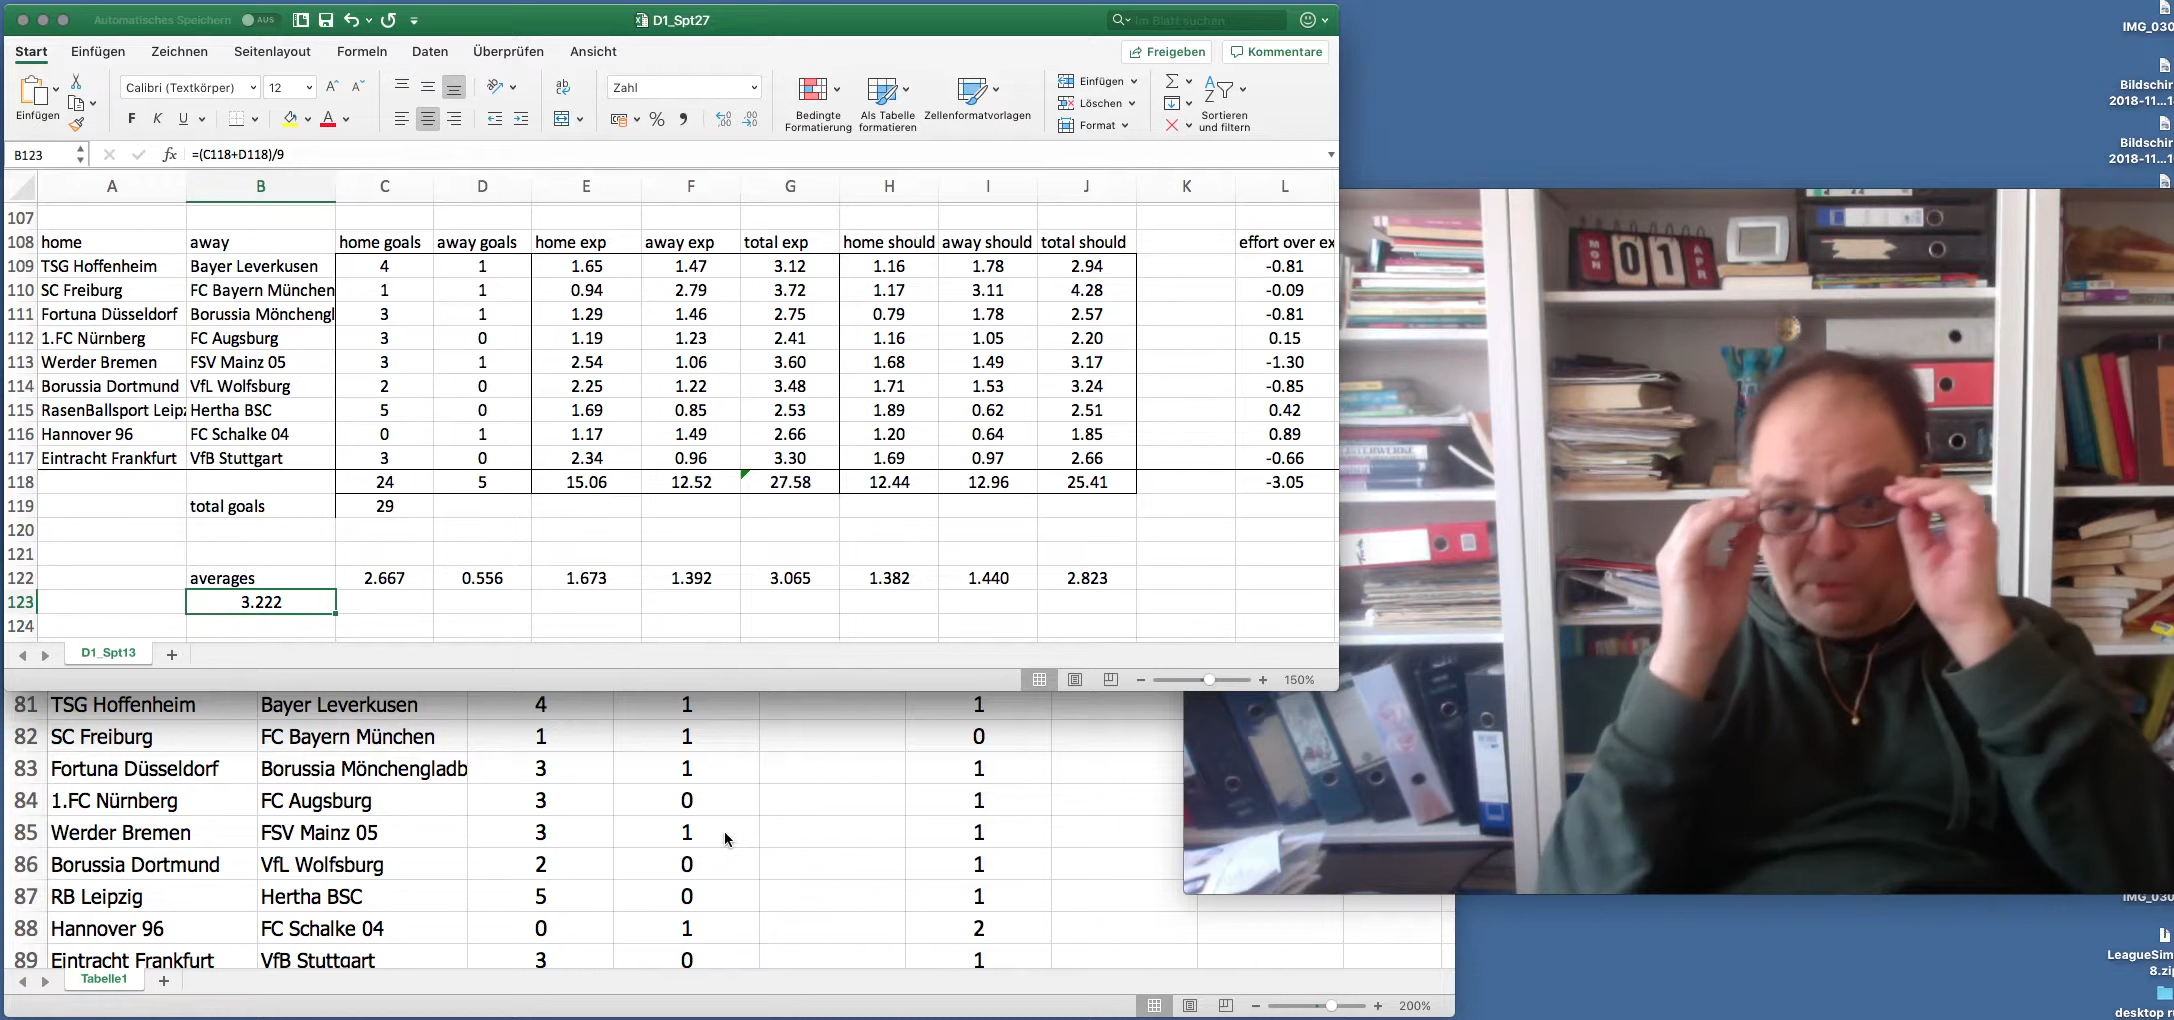 Automatisches Speichern AUS D1_Spt27 Im Blatt suchen
Start Einfügen Zeichnen Seitenlayout Formeln Daten Überprüfen Ansicht Freigeben Kommentare
Einfügen Calibri (Textkörper) 12 A A Zahl Bedingte Formatierung Als Tabelle formatieren Zellenformatvorlagen Einfügen Löschen Format Sortieren und filtern
F K U A %
B123 fx =(C118+D118)/9
A B C D E F G H I J K L
107
108 home away home goals away goals home exp away exp total exp home should away should total should effort over ex
109 TSG Hoffenheim Bayer Leverkusen 4 1 1.65 1.47 3.12 1.16 1.78 2.94 -0.81
110 SC Freiburg FC Bayern München 1 1 0.94 2.79 3.72 1.17 3.11 4.28 -0.09
111 Fortuna Düsseldorf Borussia Möncheng 3 1 1.29 1.46 2.75 0.79 1.78 2.57 -0.81
112 1.FC Nürnberg FC Augsburg 3 0 1.19 1.23 2.41 1.16 1.05 2.20 0.15
113 Werder Bremen FSV Mainz 05 3 1 2.54 1.06 3.60 1.68 1.49 3.17 -1.30
114 Borussia Dortmund VfL Wolfsburg 2 0 2.25 1.22 3.48 1.71 1.53 3.24 -0.85
115 RasenBallsport Leip Hertha BSC 5 0 1.69 0.85 2.53 1.89 0.62 2.51 0.42
116 Hannover 96 FC Schalke 04 0 1 1.17 1.49 2.66 1.20 0.64 1.85 0.89
117 Eintracht Frankfurt VfB Stuttgart 3 0 2.34 0.96 3.30 1.69 0.97 2.66 -0.66
118 24 5 15.06 12.52 27.58 12.44 12.96 25.41 -3.05
119 total goals 29
120
121
122 averages 2.667 0.556 1.673 1.392 3.065 1.382 1.440 2.823
123 3.222
124
D1_Spt13
150%
81 TSG Hoffenheim Bayer Leverkusen 4 1 1
82 SC Freiburg FC Bayern München 1 1 0
83 Fortuna Düsseldorf Borussia Mönchengladb 3 1 1
84 1.FC Nürnberg FC Augsburg 3 0 1
85 Werder Bremen FSV Mainz 05 3 1 1
86 Borussia Dortmund VfL Wolfsburg 2 0 1
87 RB Leipzig Hertha BSC 5 0 1
88 Hannover 96 FC Schalke 04 0 1 2
89 Eintracht Frankfurt VfB Stuttgart 3 0 1
Tabelle1
200%
IMG_030
Bildschir
2018-11...1
Bildschir
2018-11...1
MON 01 APR
IMG_030
LeagueSim
8.zip
desktop r